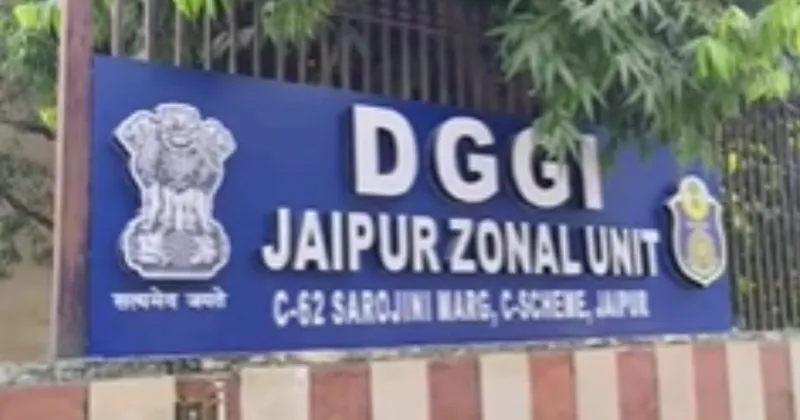 DGGI
JAIPUR ZONAL UNIT
सत्यमेव जयते
C-62 SAROJINI MARG, C-SCHEME, JAIPUR